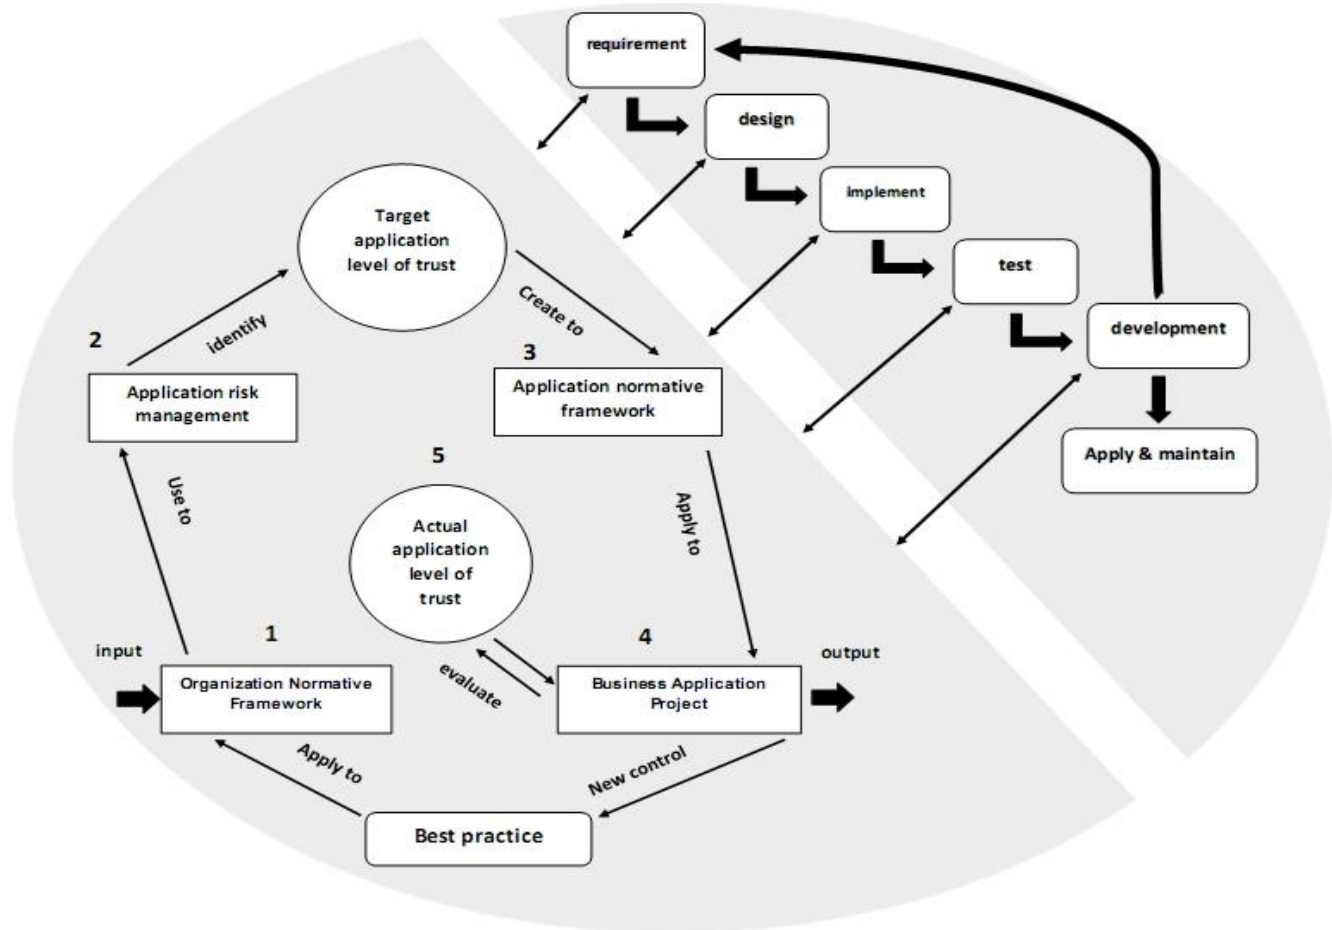 requirement
design
implement
test
development
Apply & maintain
Target
application
level of trust
identify
Create to
2
3
Application risk
management
Application normative
framework
5
Use to
Apply to
Actual
application
level of
trust
input
1
4
output
Organization Normative
Framework
evaluate
Business Application
Project
Apply to
New control
Best practice